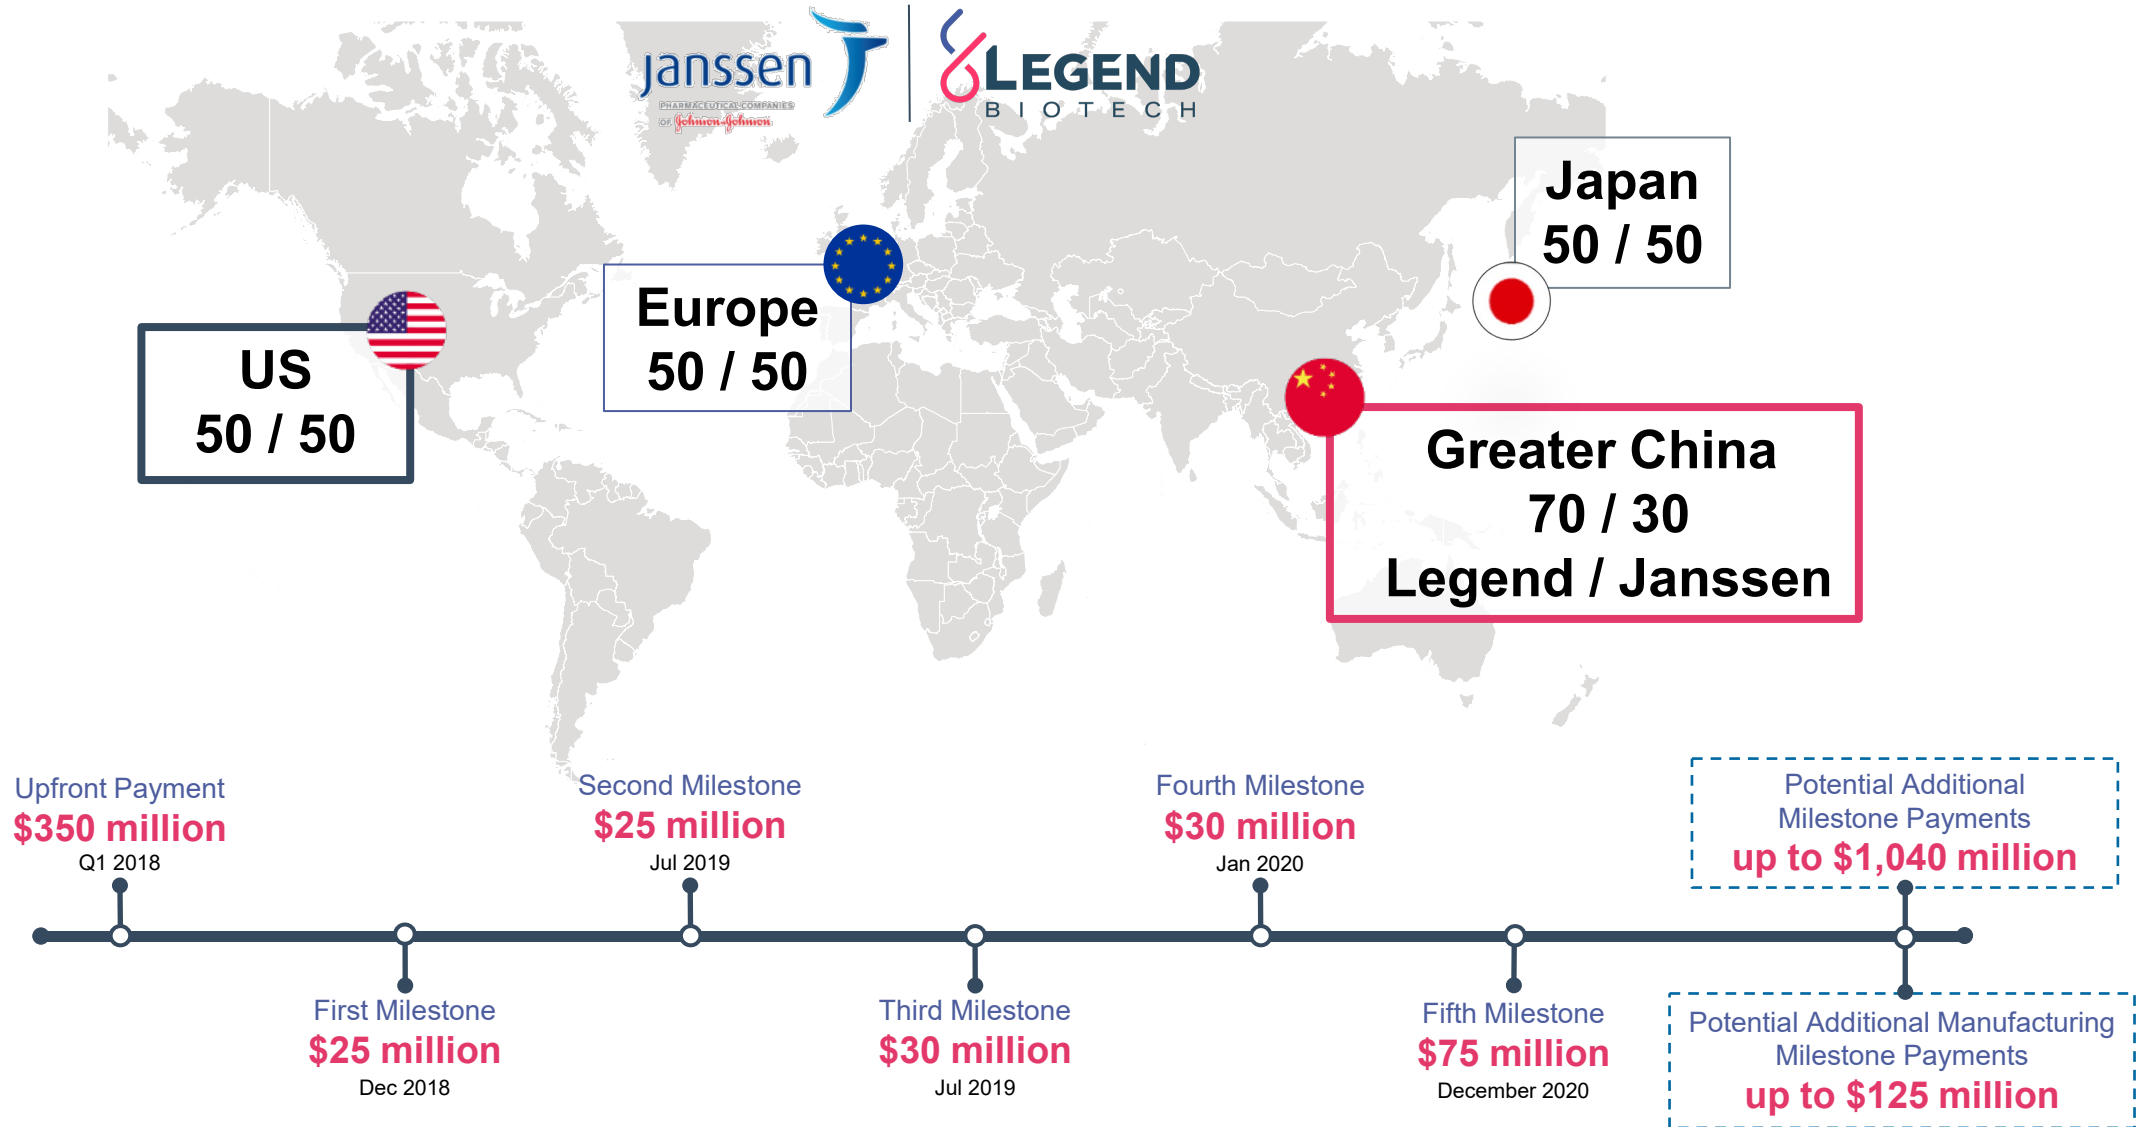 janssen
PHARMACEUTICAL COMPANIES
OF Johnson & Johnson
LEGEND
BIOTECH
Japan
50 / 50
Europe
50 / 50
US
50 / 50
Greater China
70 / 30
Legend / Janssen
Upfront Payment
$350 million
Q1 2018
Second Milestone
$25 million
Jul 2019
Fourth Milestone
$30 million
Jan 2020
Potential Additional
Milestone Payments
up to $1,040 million
First Milestone
$25 million
Dec 2018
Third Milestone
$30 million
Jul 2019
Fifth Milestone
$75 million
December 2020
Potential Additional Manufacturing
Milestone Payments
up to $125 million